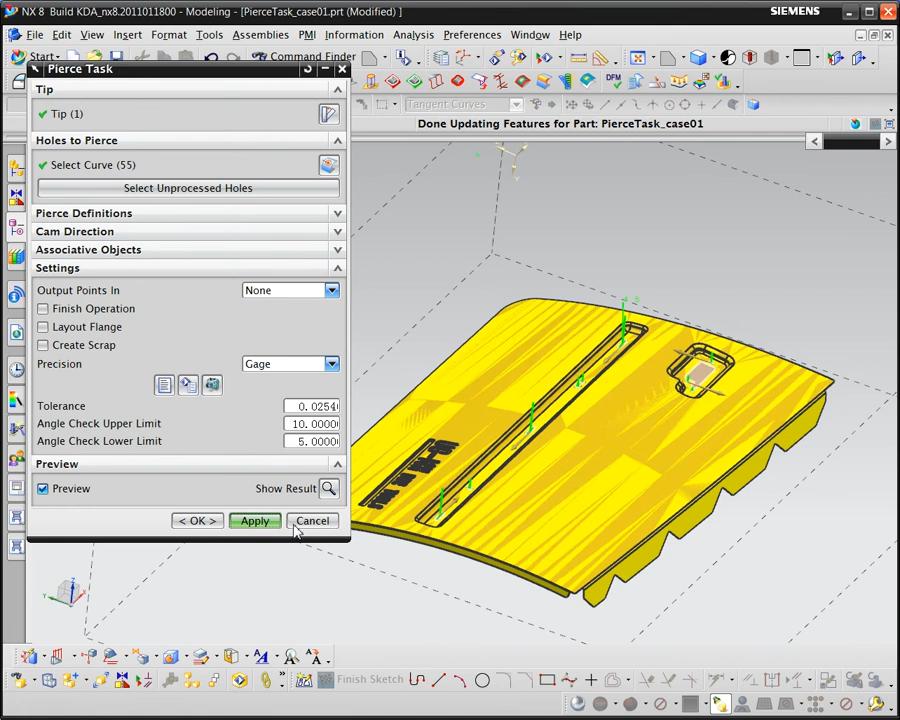 NX 8 Build KDA_nx8.2011011800 - Modeling - [PierceTask_case01.prt (Modified) ]
SIEMENS
File Edit View Insert Format Tools Assemblies PMI Information Analysis Preferences Window Help
Start
Command Finder
Pierce Task
DFM
Tip
Tangent Curves
Tip (1)
Done Updating Features for Part: PierceTask_case01
Holes to Pierce
Select Curve (55)
Select Unprocessed Holes
Pierce Definitions
Cam Direction
Associative Objects
Settings
Output Points In None
Finish Operation
Layout Flange
Create Scrap
Precision Gage
Tolerance 0.0254
Angle Check Upper Limit 10.0000
Angle Check Lower Limit 5.0000
Preview
Preview Show Result
< OK > Apply Cancel
Z
Y X
Finish Sketch